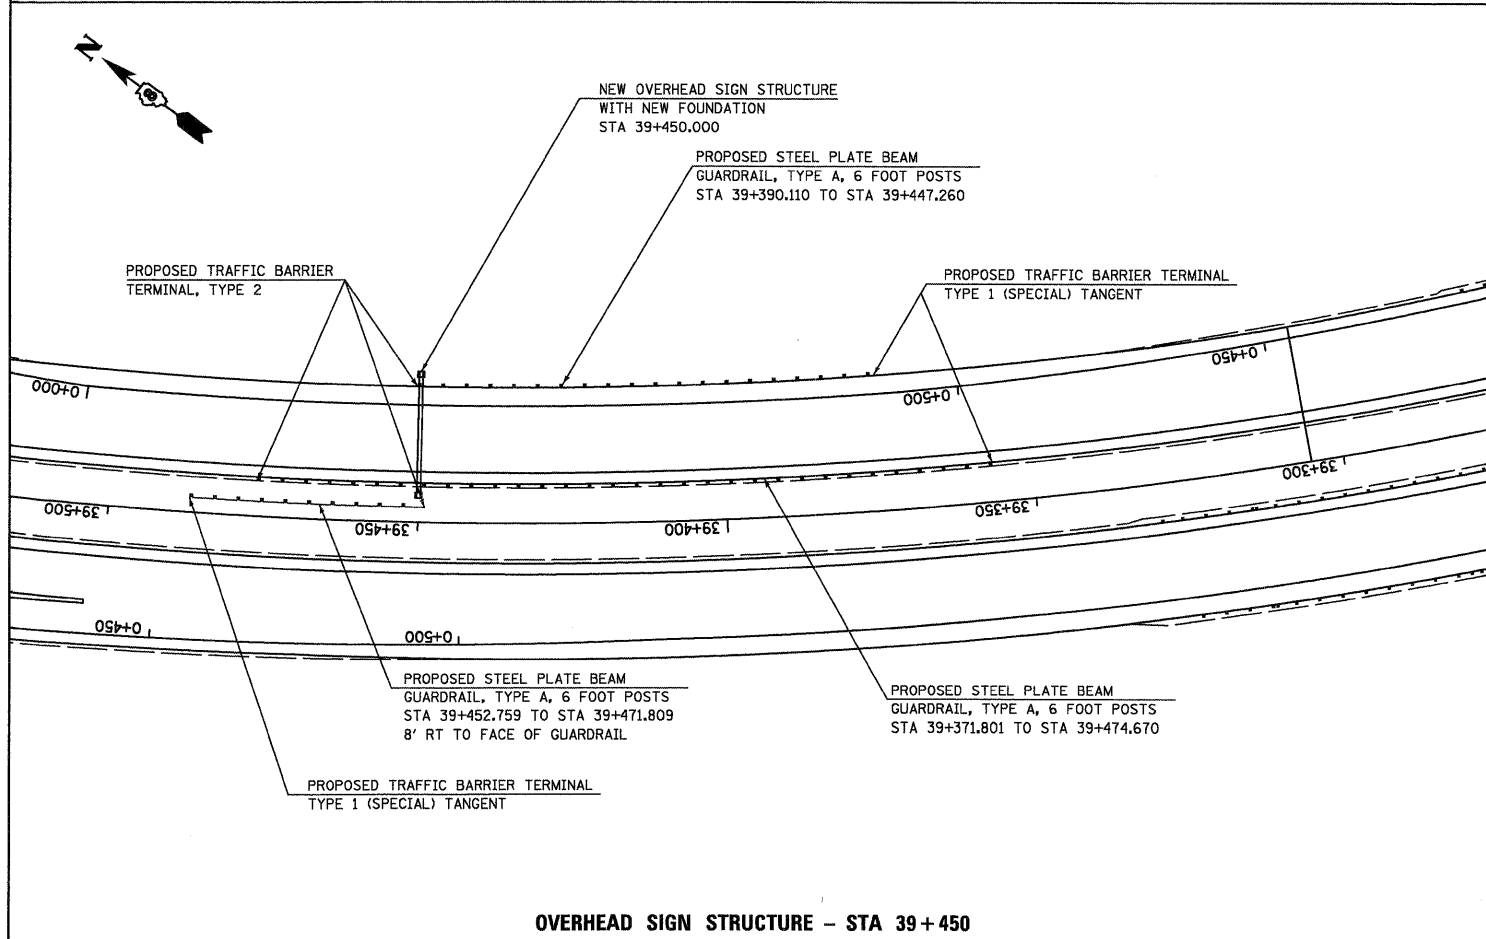 N
NEW OVERHEAD SIGN STRUCTURE
WITH NEW FOUNDATION
STA 39+450.000
PROPOSED STEEL PLATE BEAM
GUARDRAIL, TYPE A, 6 FOOT POSTS
STA 39+390.110 TO STA 39+447.260
PROPOSED TRAFFIC BARRIER
TERMINAL, TYPE 2
PROPOSED TRAFFIC BARRIER TERMINAL
TYPE 1 (SPECIAL) TANGENT
0+000
0+500
0+450
39+500
39+450
39+400
39+350
39+300
0+450
0+500
PROPOSED STEEL PLATE BEAM
GUARDRAIL, TYPE A, 6 FOOT POSTS
STA 39+452.759 TO STA 39+471.809
8' RT TO FACE OF GUARDRAIL
PROPOSED STEEL PLATE BEAM
GUARDRAIL, TYPE A, 6 FOOT POSTS
STA 39+371.801 TO STA 39+474.670
PROPOSED TRAFFIC BARRIER TERMINAL
TYPE 1 (SPECIAL) TANGENT
OVERHEAD SIGN STRUCTURE – STA 39+450